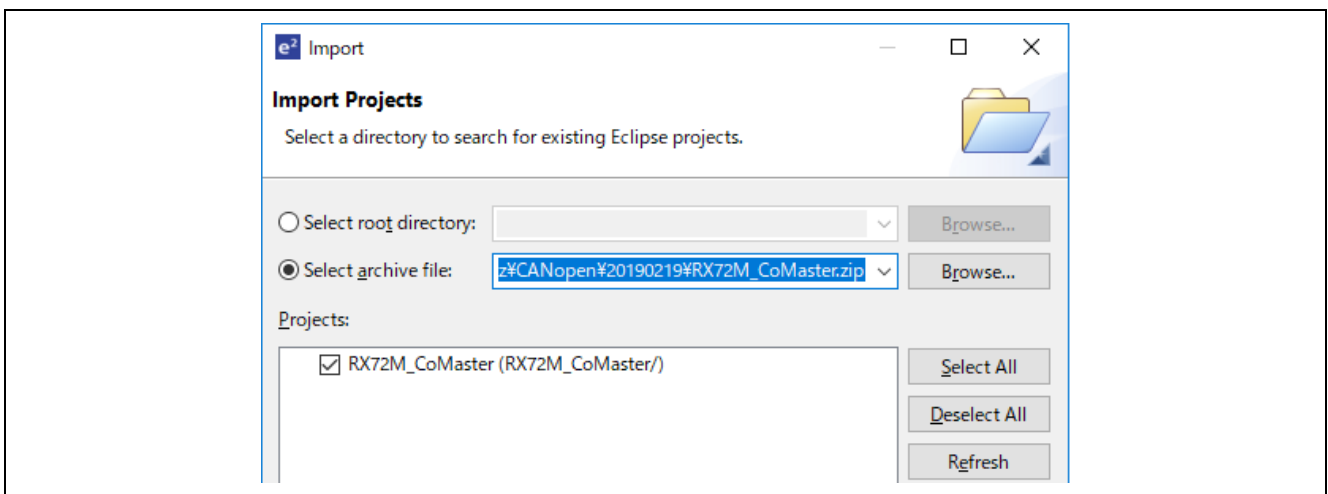 e² Import
Import Projects
Select a directory to search for existing Eclipse projects.
Select root directory: Browse...
Select archive file: z¥CANopen¥20190219¥RX72M_CoMaster.zip Browse...
Projects:
RX72M_CoMaster (RX72M_CoMaster/)
Select All
Deselect All
Refresh